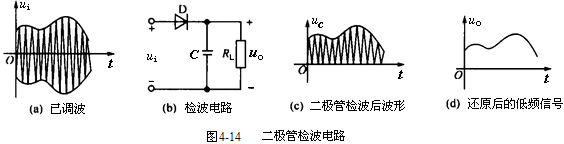 uᵢ
O
t
(a) 已调波
D
+
+
uᵢ
C
R_L
u_O
−
−
(b) 检波电路
u_C
O
t
(c) 二极管检波后波形
u_O
O
t
(d) 还原后的低频信号
图4-14 二极管检波电路